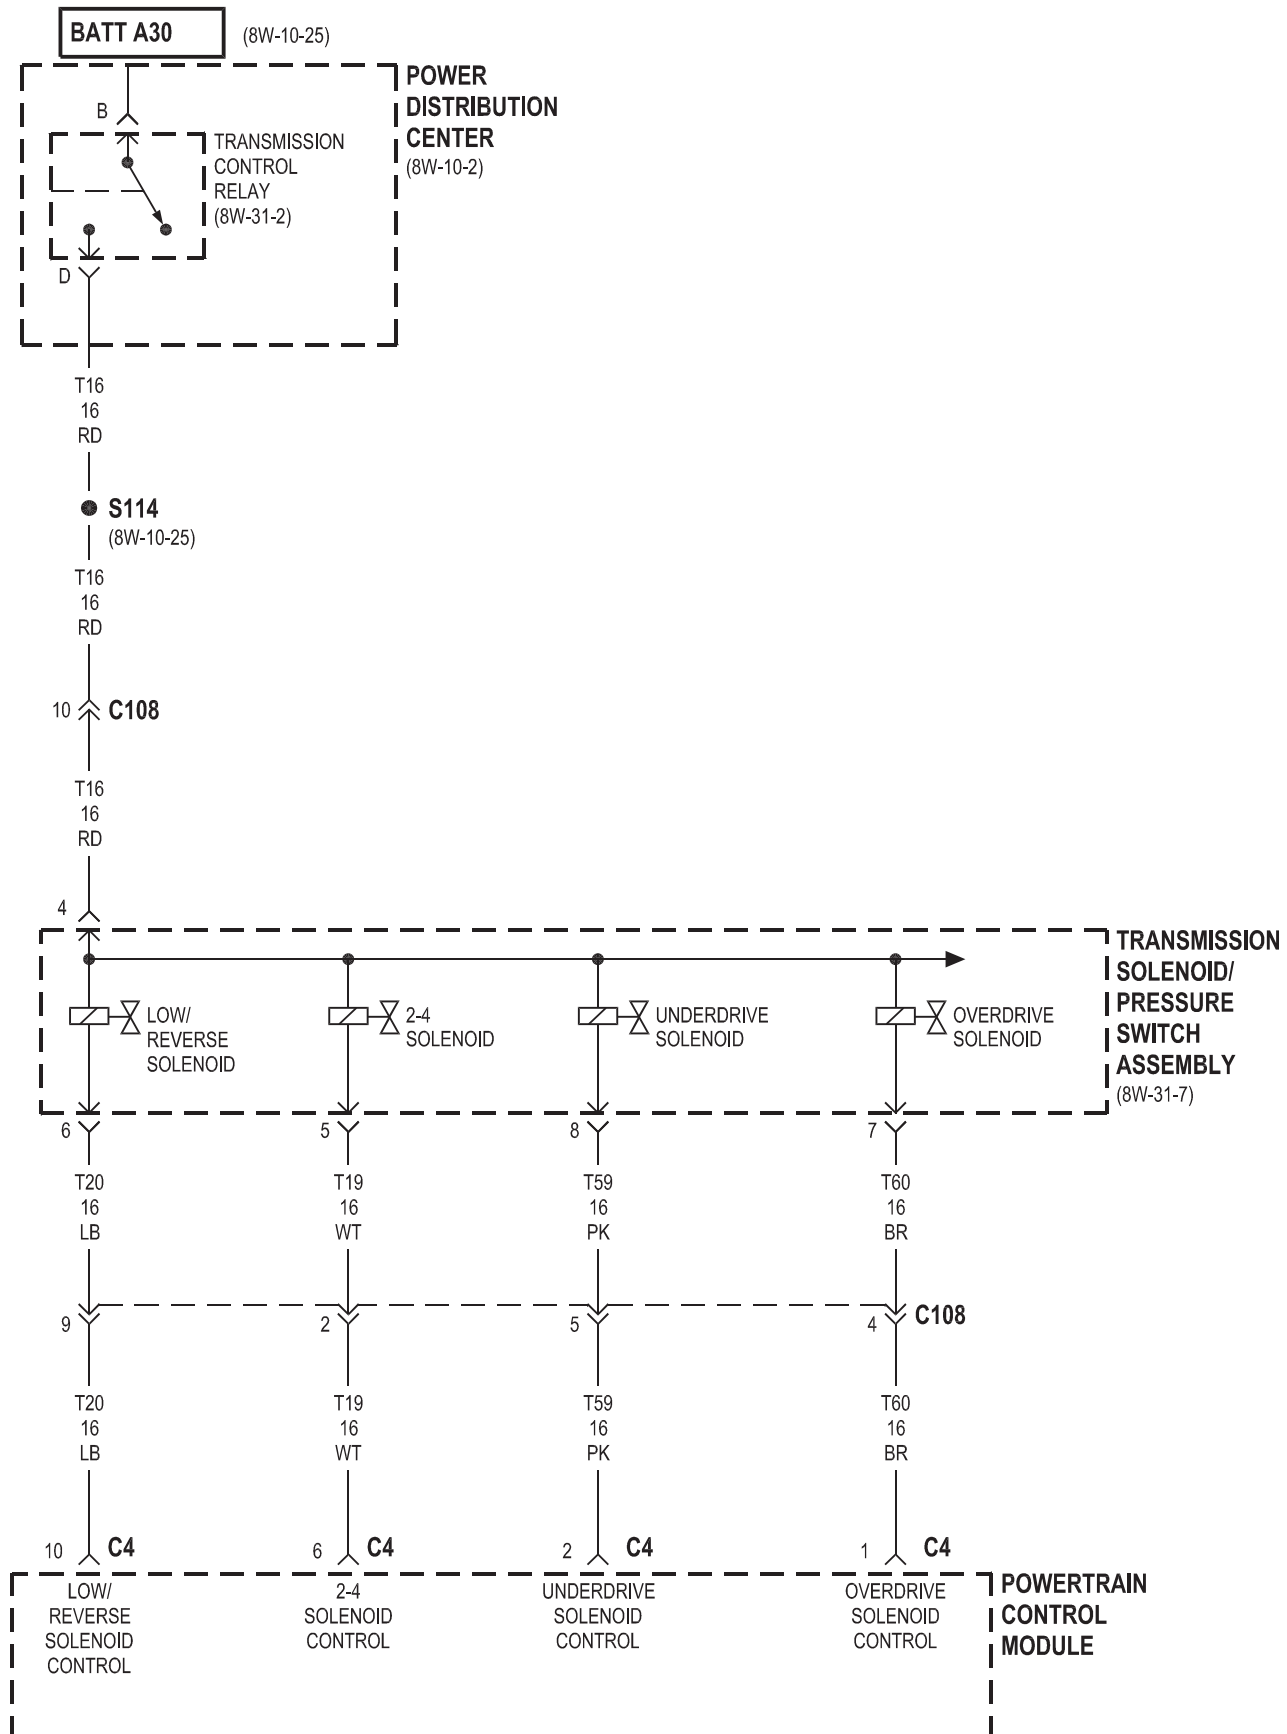 BATT A30 (8W-10-25)
POWER
DISTRIBUTION
CENTER
(8W-10-2)
B
TRANSMISSION
CONTROL
RELAY
(8W-31-2)
D
T16
16
RD
S114
(8W-10-25)
T16
16
RD
10 C108
T16
16
RD
4
TRANSMISSION
SOLENOID/
PRESSURE
SWITCH
ASSEMBLY
(8W-31-7)
LOW/
REVERSE
SOLENOID
2-4
SOLENOID
UNDERDRIVE
SOLENOID
OVERDRIVE
SOLENOID
6 5 8 7
T20 T19 T59 T60
16 16 16 16
LB WT PK BR
9 2 5 4 C108
T20 T19 T59 T60
16 16 16 16
LB WT PK BR
10 C4 6 C4 2 C4 1 C4
LOW/
REVERSE
SOLENOID
CONTROL
2-4
SOLENOID
CONTROL
UNDERDRIVE
SOLENOID
CONTROL
OVERDRIVE
SOLENOID
CONTROL
POWERTRAIN
CONTROL
MODULE